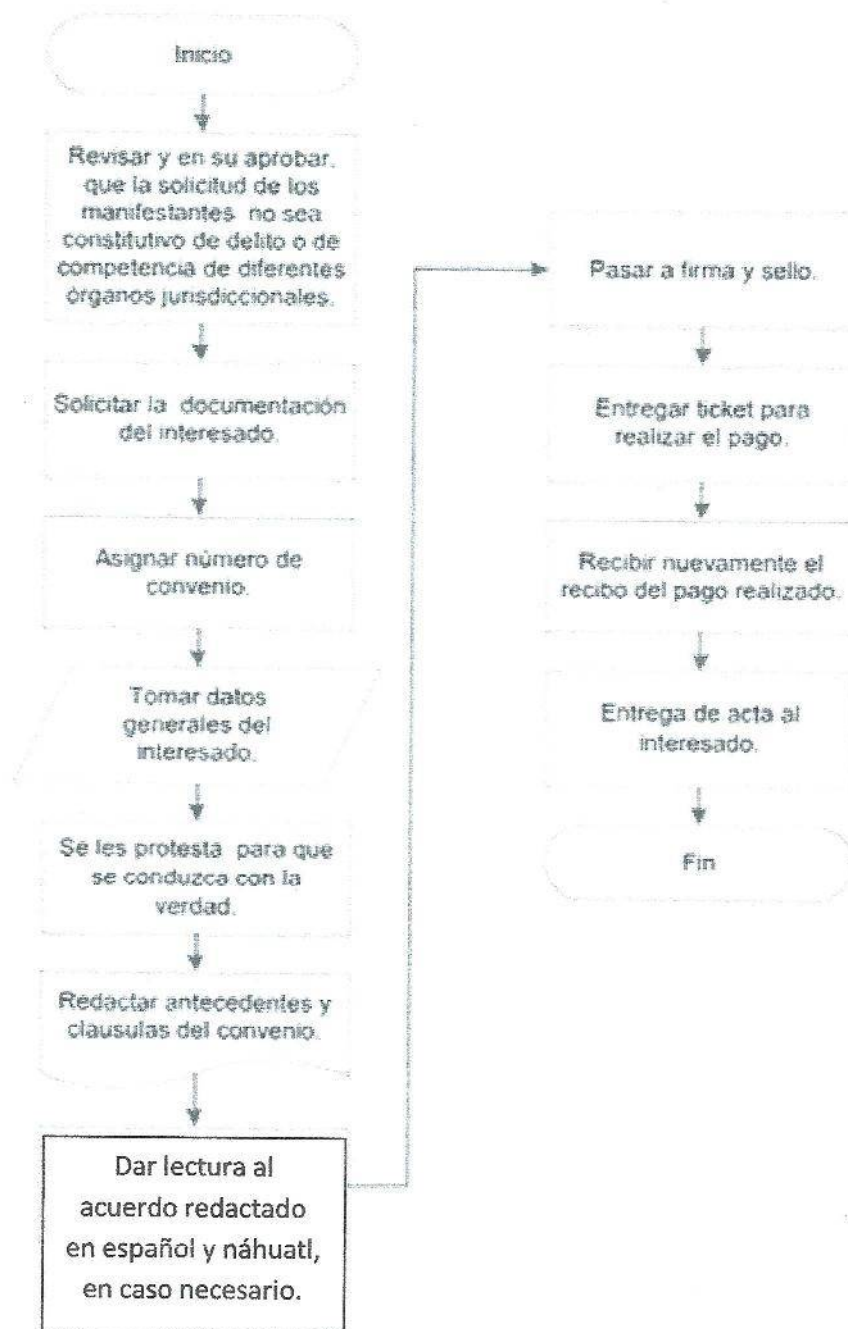 Inicio
Revisar y en su aprobar,
que la solicitud de los
manifestantes no sea
constitutivo de delito o de
competencia de diferentes
órganos jurisdiccionales.
Solicitar la documentación
del interesado.
Asignar número de
convenio.
Tomar datos
generales del
interesado.
Se les protesta para que
se conduzca con la
verdad.
Redactar antecedentes y
clausulas del convenio.
Dar lectura al
acuerdo redactado
en español y náhuatl,
en caso necesario.
Pasar a firma y sello.
Entregar ticket para
realizar el pago.
Recibir nuevamente el
recibo del pago realizado.
Entrega de acta al
interesado.
Fin